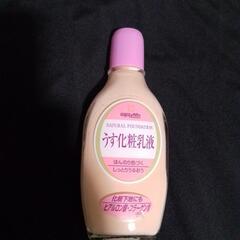 NATURAL FOUNDATION
うす化粧乳液
ほんのり色づく
しっとりうるおう
化粧下地にも
ヒアルロン酸・コラーゲン配合